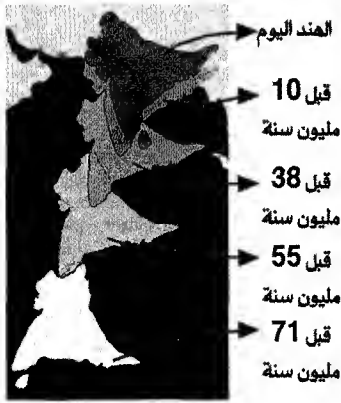 الهند اليوم
قبل 10
مليون سنة
قبل 38
مليون سنة
قبل 55
مليون سنة
قبل 71
مليون سنة